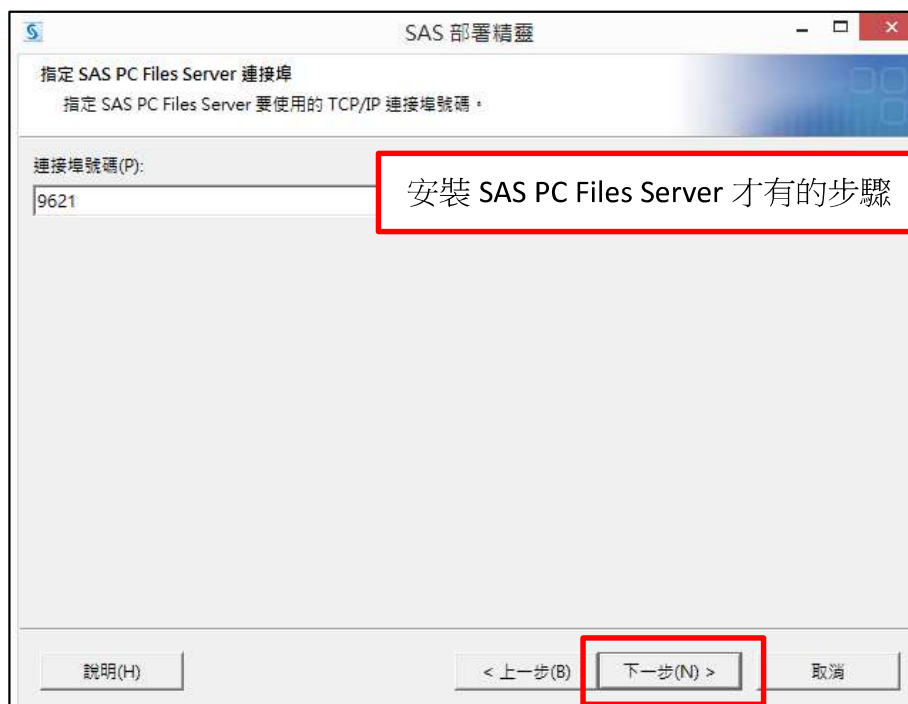 SAS 部署精靈
指定 SAS PC Files Server 連接埠
指定 SAS PC Files Server 要使用的 TCP/IP 連接埠號碼。
連接埠號碼(P):
9621
安裝 SAS PC Files Server 才有的步驟
說明(H)
< 上一步(B)
下一步(N) >
取消